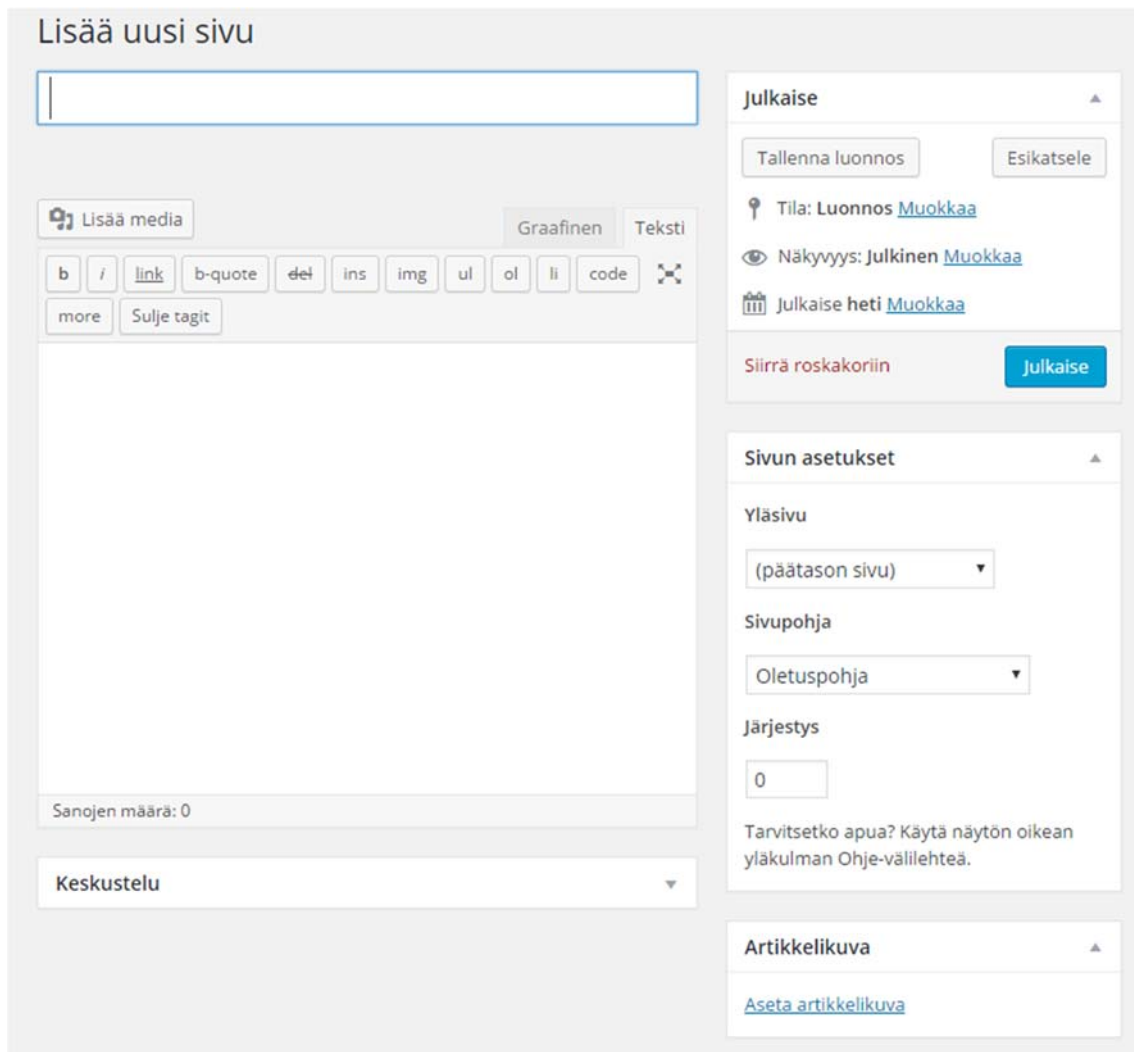 Lisää uusi sivu
Lisää media
Graafinen Teksti
b i link b-quote del ins img ul ol li code
more Sulje tagit
Sanojen määrä: 0
Keskustelu
Julkaise
Tallenna luonnos Esikatsele
Tila: Luonnos Muokkaa
Näkyvyys: Julkinen Muokkaa
Julkaise heti Muokkaa
Siirrä roskakoriin Julkaise
Sivun asetukset
Yläsivu
(päätason sivu)
Sivupohja
Oletuspohja
Järjestys
0
Tarvitsetko apua? Käytä näytön oikean
yläkulman Ohje-välilehteä.
Artikkelikuva
Aseta artikkelikuva